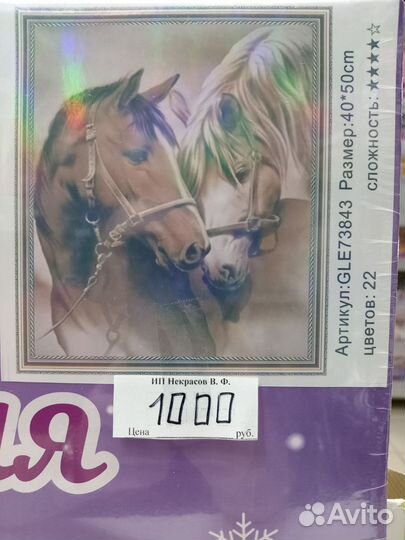 Артикул:GLE73843 Размер:40*50cm
цветов: 22 сложность: ★★★★☆
ИП Некрасов В. Ф.
1000
Цена руб.
ия
Avito